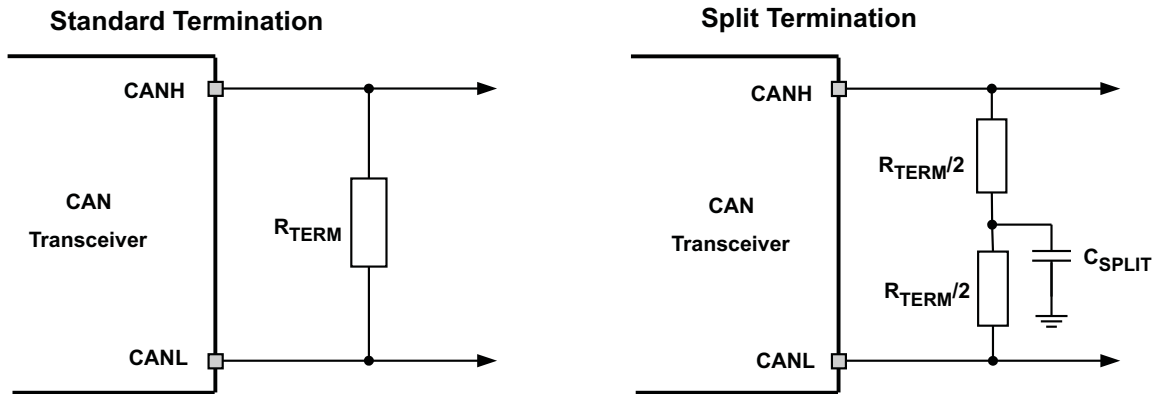 Standard Termination
CANH
CAN
Transceiver
RTERM
CANL
Split Termination
CANH
RTERM/2
CAN
Transceiver
CSPLIT
RTERM/2
CANL